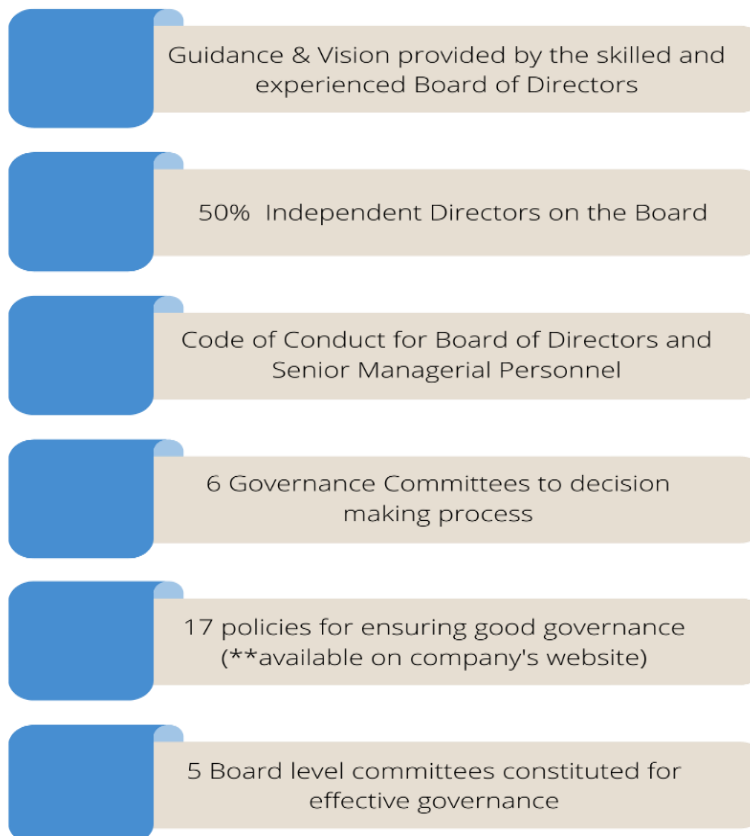 Guidance & Vision provided by the skilled and
experienced Board of Directors
50% Independent Directors on the Board
Code of Conduct for Board of Directors and
Senior Managerial Personnel
6 Governance Committees to decision
making process
17 policies for ensuring good governance
(**available on company's website)
5 Board level committees constituted for
effective governance